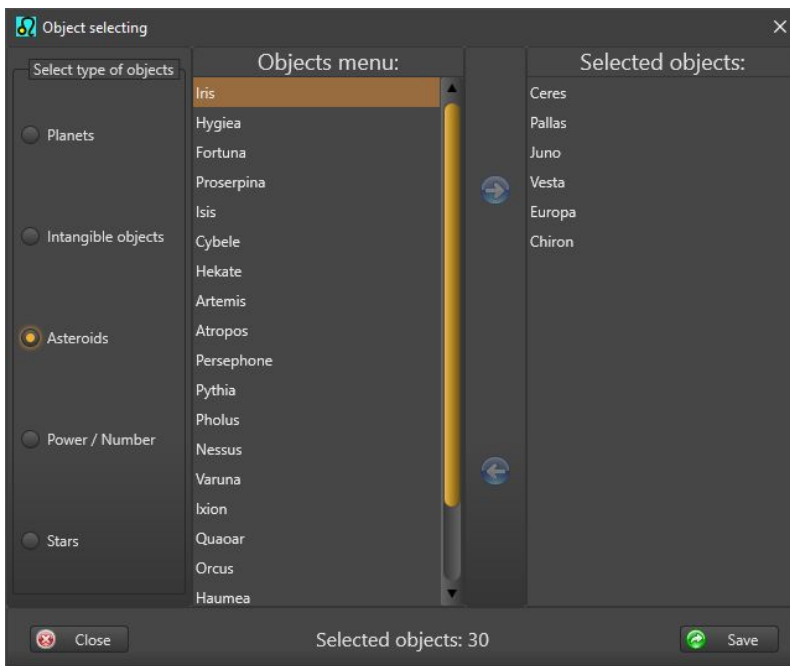 Object selecting
Select type of objects
Planets
Intangible objects
Asteroids
Power / Number
Stars
Objects menu:
Iris
Hygiea
Fortuna
Proserpina
Isis
Cybele
Hekate
Artemis
Atropos
Persephone
Pythia
Pholus
Nessus
Varuna
Ixion
Quaoar
Orcus
Haumea
Selected objects:
Ceres
Pallas
Juno
Vesta
Europa
Chiron
Close
Selected objects: 30
Save